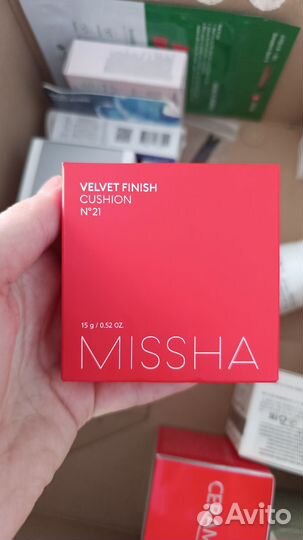 VELVET FINISH
CUSHION
N°21
15 g / 0.52 OZ.
MISSHA
Avito